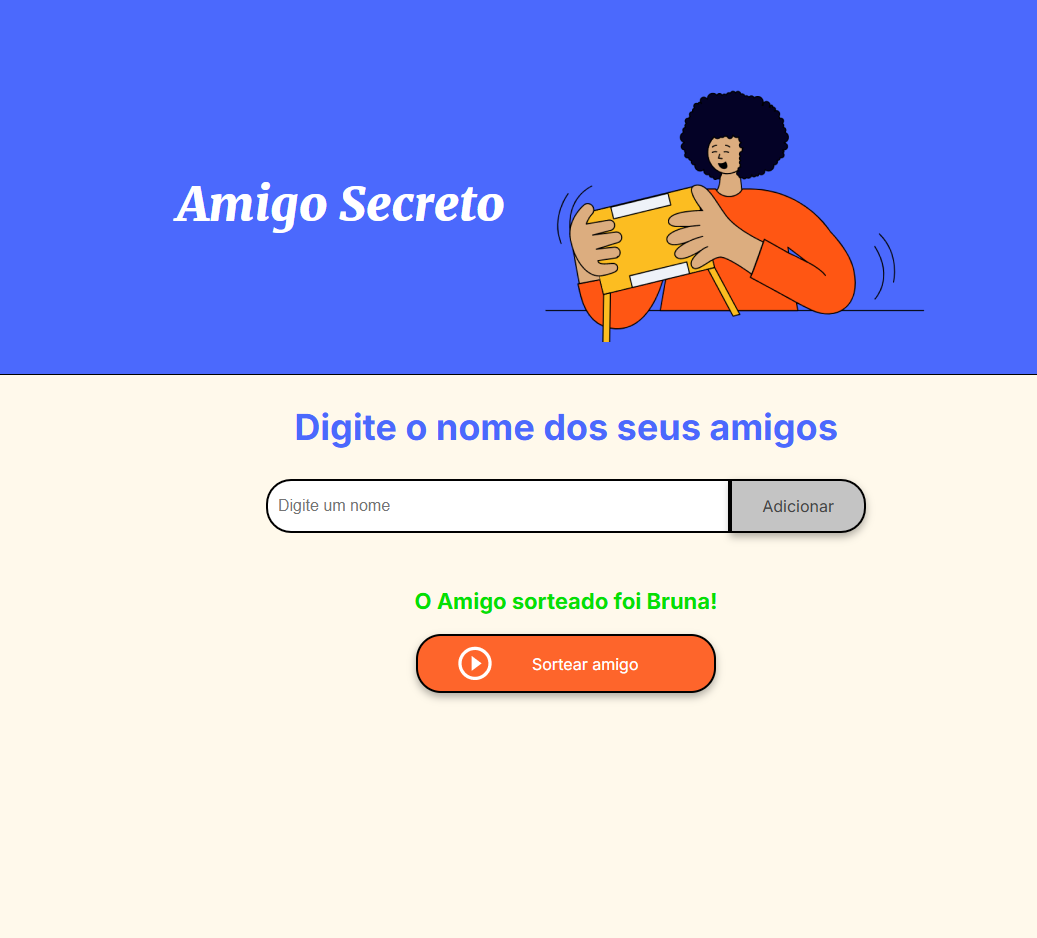 Amigo Secreto
Digite o nome dos seus amigos
Digite um nome
Adicionar
O Amigo sorteado foi Bruna!
Sortear amigo